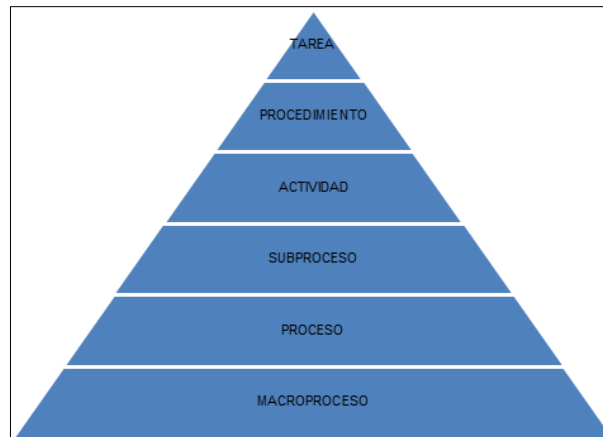 TAREA
PROCEDIMIENTO
ACTIVIDAD
SUBPROCESO
PROCESO
MACROPROCESO